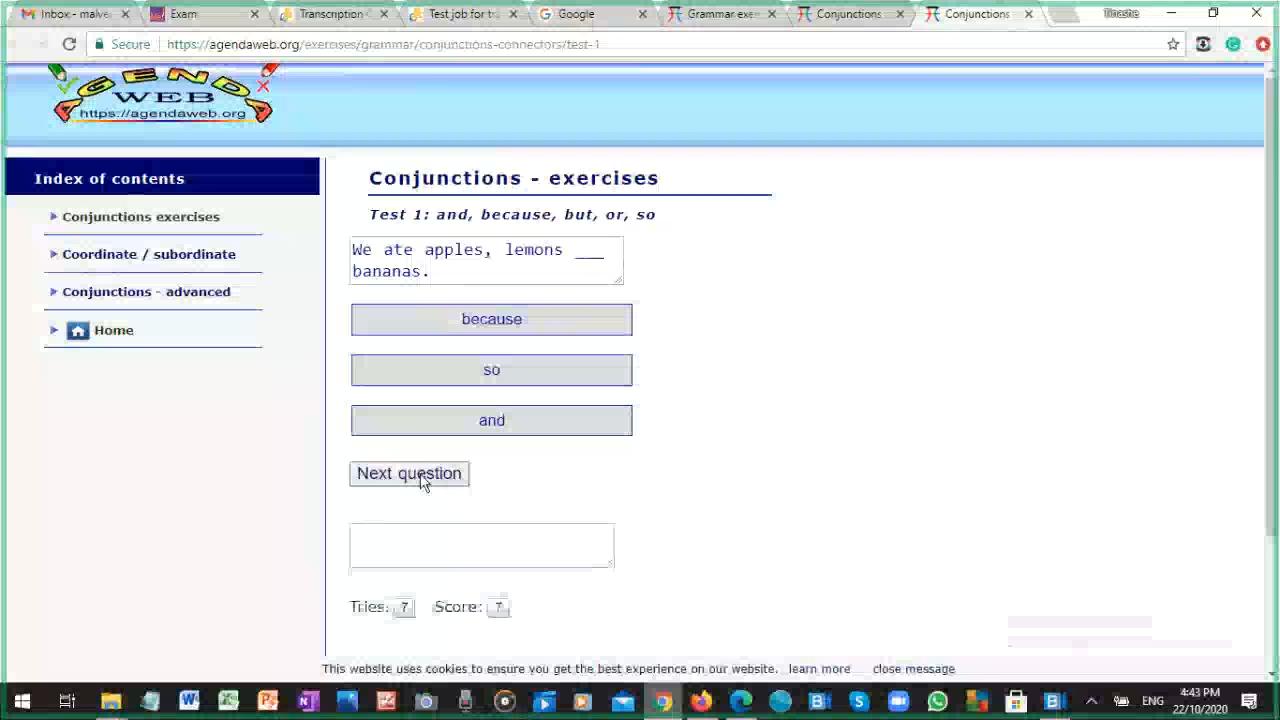 Inbox - malve
Exam
Transcription
Test job for t
Google
Grammar exe
Conjunctions
Conjunctions
Tinashe
Secure
https://agendaweb.org/exercises/grammar/conjunctions-connectors/test-1
AGENDA
WEB
https://agendaweb.org
Index of contents
Conjunctions exercises
Coordinate / subordinate
Conjunctions - advanced
Home
Conjunctions - exercises
Test 1: and, because, but, or, so
We ate apples, lemons ___
bananas.
because
so
and
Next question
Tries: 7 Score: 7
This website uses cookies to ensure you get the best experience on our website. learn more close message
ENG
4:43 PM
22/10/2020